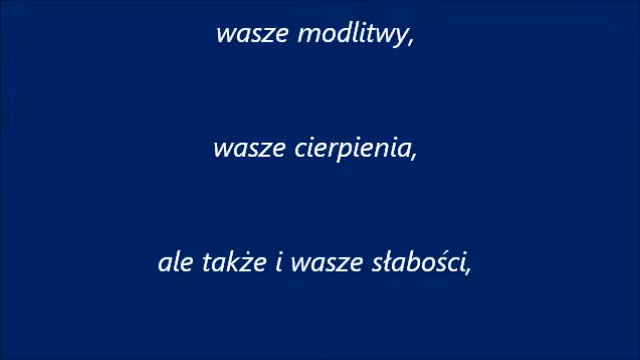 wasze modlitwy,
wasze cierpienia,
ale także i wasze słabości,